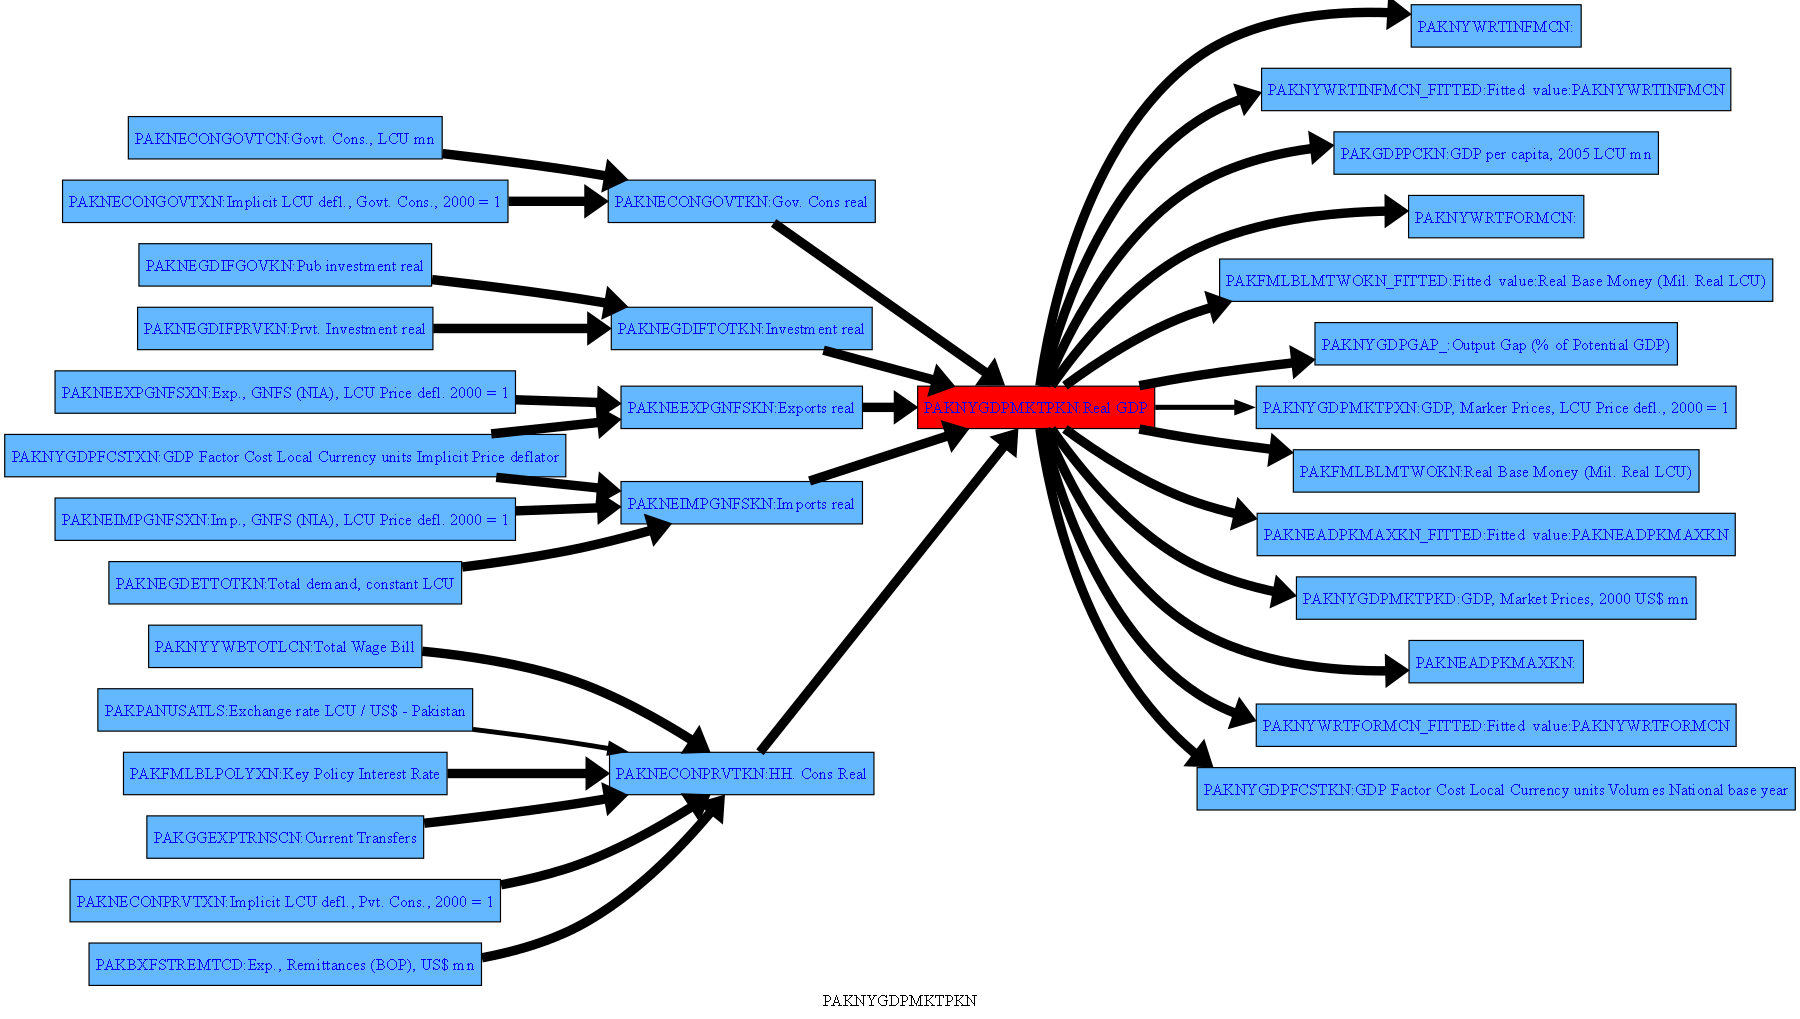 PAKNECONGOVTCN:Govt. Cons., LCU mn
PAKNECONGOVTXN:Implicit LCU defl., Govt. Cons., 2000 = 1
PAKNEGDIFGOVKN:Pub investment real
PAKNEGDIFPRVKN:Prvt. Investment real
PAKNEEXPGNFSXN:Exp., GNFS (NIA), LCU Price defl. 2000 = 1
PAKNYGDPFCSTXN:GDP Factor Cost Local Currency units Implicit Price deflator
PAKNEIMPGNFSXN:Imp., GNFS (NIA), LCU Price defl. 2000 = 1
PAKNEGDETTOTKN:Total demand, constant LCU
PAKNYYWBTOTLCN:Total Wage Bill
PAKPANUSATLS:Exchange rate LCU / US$ - Pakistan
PAKFMLBLPOLYXN:Key Policy Interest Rate
PAKGGEXPTRNSCN:Current Transfers
PAKNECONPRVTXN:Implicit LCU defl., Pvt. Cons., 2000 = 1
PAKBXFSTREMTCD:Exp., Remittances (BOP), US$ mn
PAKNECONGOVTKN:Gov. Cons real
PAKNEGDIFTOTKN:Investment real
PAKNEEXPGNFSKN:Exports real
PAKNEIMPGNFSKN:Imports real
PAKNECONPRVTKN:HH. Cons Real
PAKNYGDPMKTPKN:Real GDP
PAKNYWRTINFMCN:
PAKNYWRTINFMCN_FITTED:Fitted value:PAKNYWRTINFMCN
PAKGDPPCKN:GDP per capita, 2005 LCU mn
PAKNYWRTFORMCN:
PAKFMLBLMTWOKN_FITTED:Fitted value:Real Base Money (Mil. Real LCU)
PAKNYGDPGAP_:Output Gap (% of Potential GDP)
PAKNYGDPMKTPXN:GDP, Marker Prices, LCU Price defl., 2000 = 1
PAKFMLBLMTWOKN:Real Base Money (Mil. Real LCU)
PAKNEADPKMAXKN_FITTED:Fitted value:PAKNEADPKMAXKN
PAKNYGDPMKTPKD:GDP, Market Prices, 2000 US$ mn
PAKNEADPKMAXKN:
PAKNYWRTFORMCN_FITTED:Fitted value:PAKNYWRTFORMCN
PAKNYGDPFCSTKN:GDP Factor Cost Local Currency units Volumes National base year
PAKNYGDPMKTPKN